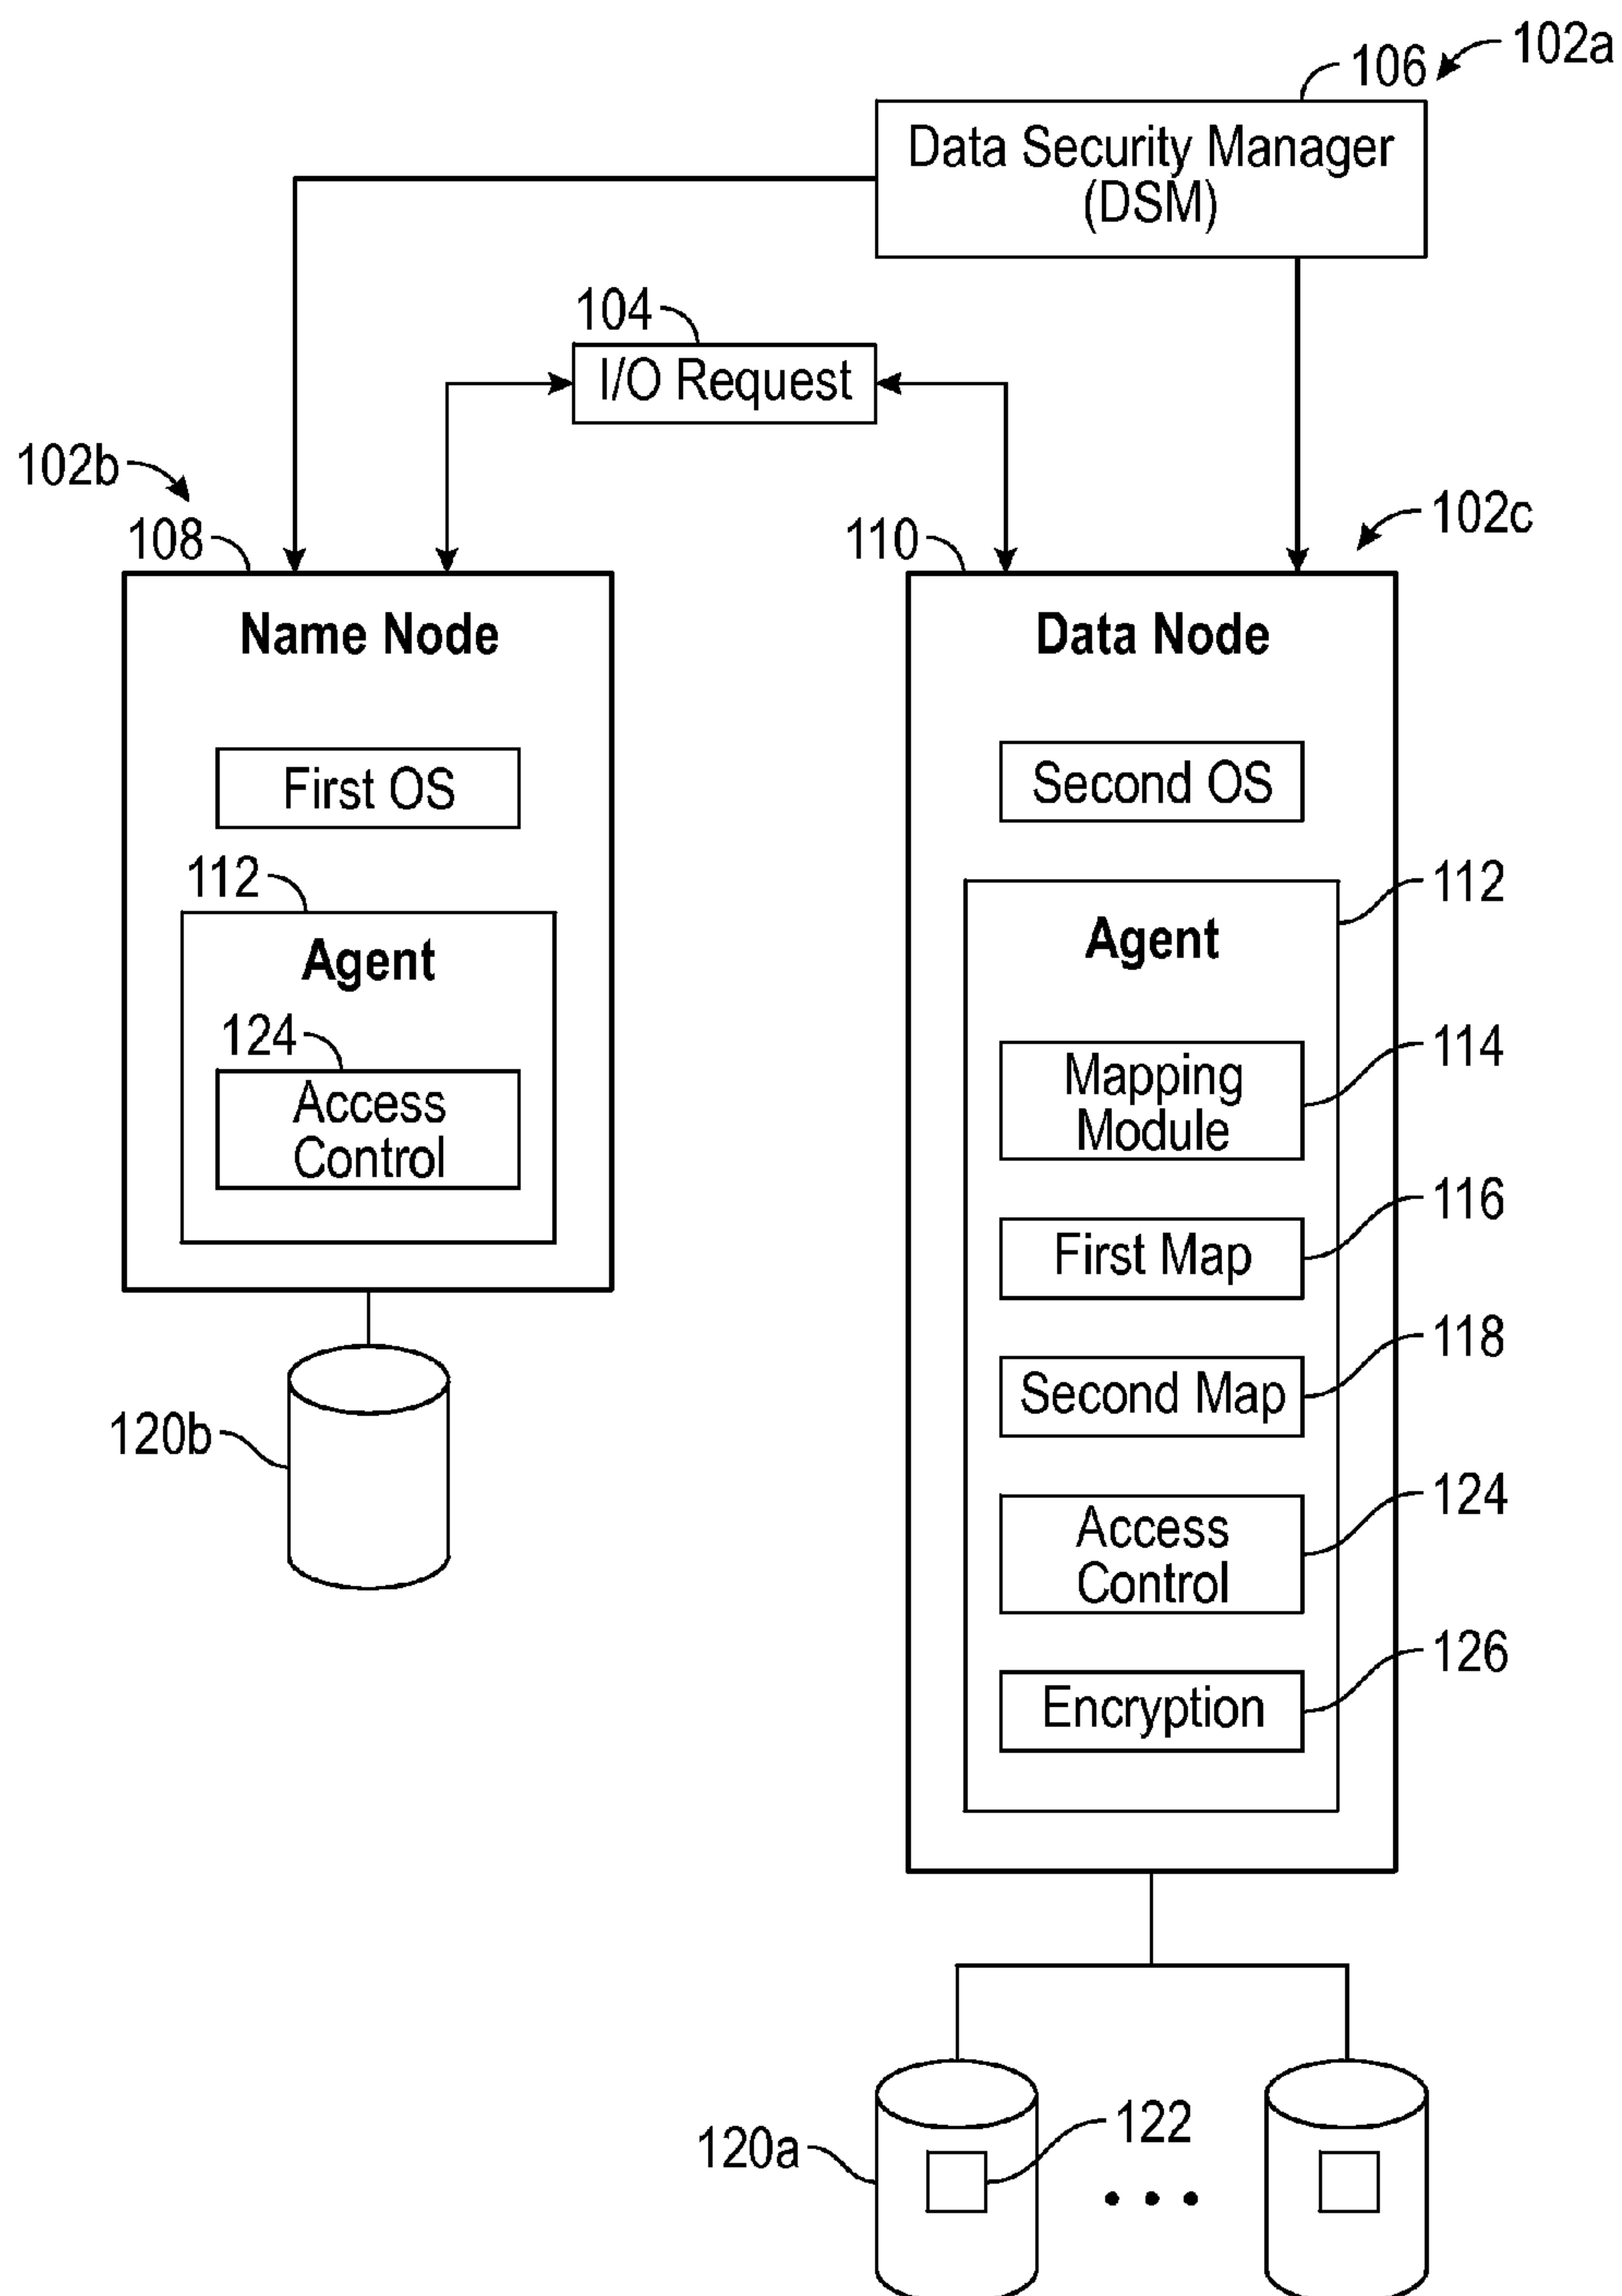 102a
106
Data Security Manager
(DSM)
104
I/O Request
102b
108
102c
110
Name Node
First OS
112
Agent
124
Access
Control
120b
Data Node
Second OS
112
Agent
114
Mapping
Module
116
First Map
118
Second Map
124
Access
Control
126
Encryption
120a
122